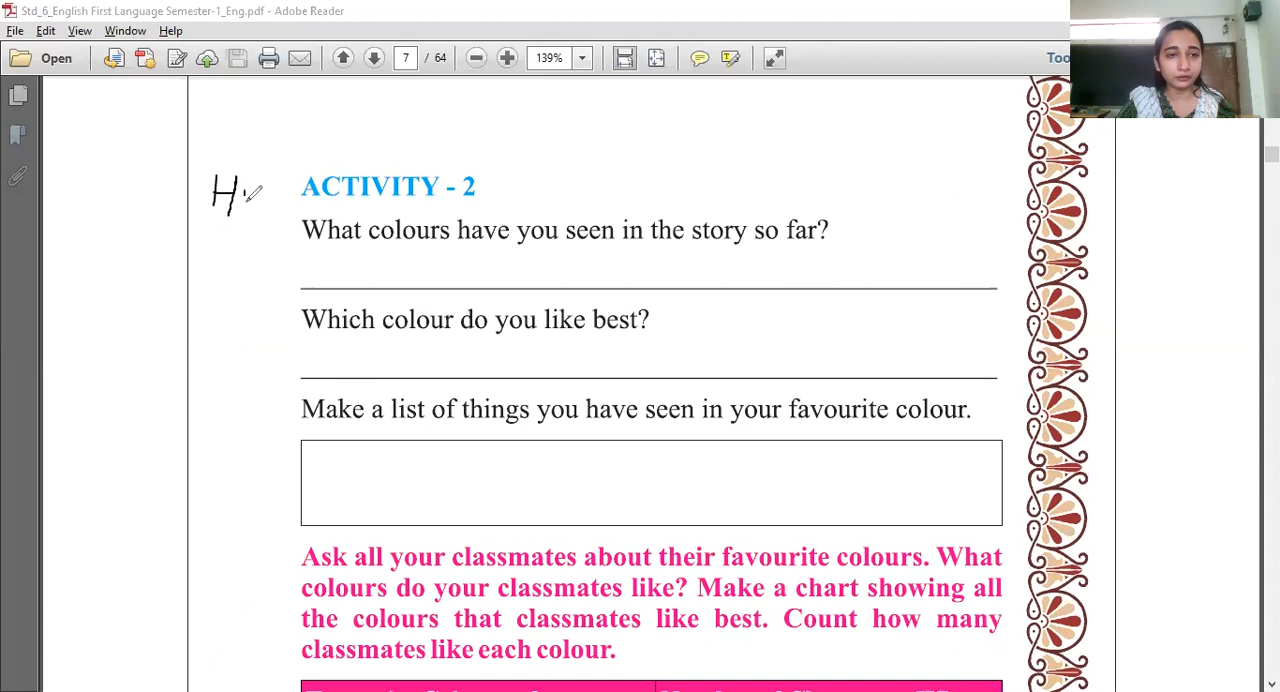 Std_6_English First Language Semester-1_Eng.pdf - Adobe Reader
File Edit View Window Help
Open 7 / 64 139% Too
H
ACTIVITY - 2
What colours have you seen in the story so far?
Which colour do you like best?
Make a list of things you have seen in your favourite colour.
Ask all your classmates about their favourite colours. What
colours do your classmates like? Make a chart showing all
the colours that classmates like best. Count how many
classmates like each colour.